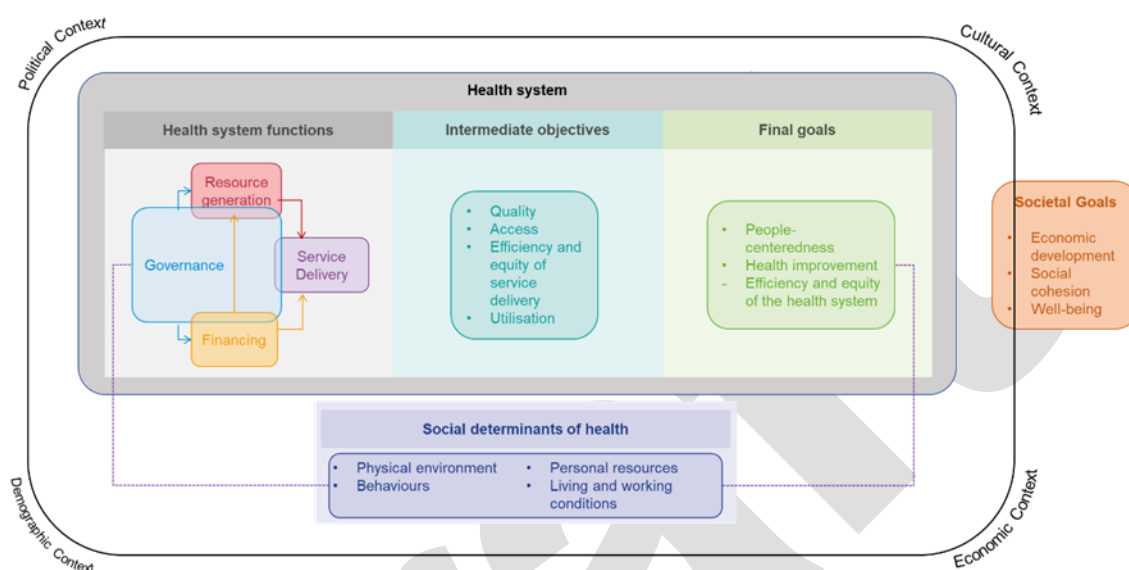 Political Context
Cultural Context
Health system
Health system functions
Intermediate objectives
Final goals
Resource
generation
Governance
Service
Delivery
Financing
• Quality
• Access
• Efficiency and
equity of
service
delivery
• Utilisation
• People-
centeredness
• Health improvement
- Efficiency and equity
of the health system
Societal Goals
• Economic
development
• Social
cohesion
• Well-being
Social determinants of health
• Physical environment
• Behaviours
• Personal resources
• Living and working
conditions
Demographic Context
Economic Context